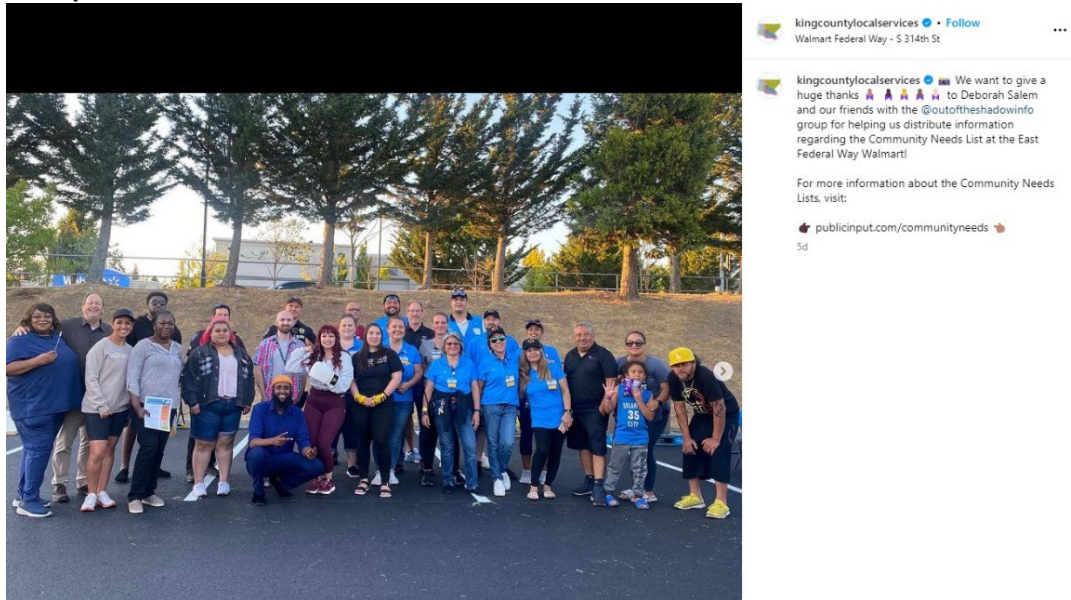 kingcountylocalservices • Follow
Walmart Federal Way - S 314th St
kingcountylocalservices 📸 We want to give a
huge thanks 🙏🏽 🙏🏿 🙏 🙏🏾 🙏🏻 to Deborah Salem
and our friends with the @outoftheshadowinfo
group for helping us distribute information
regarding the Community Needs List at the East
Federal Way Walmart!
For more information about the Community Needs
Lists, visit:
👉🏿 publicinput.com/communityneeds 👈🏽
5d
35
CITY